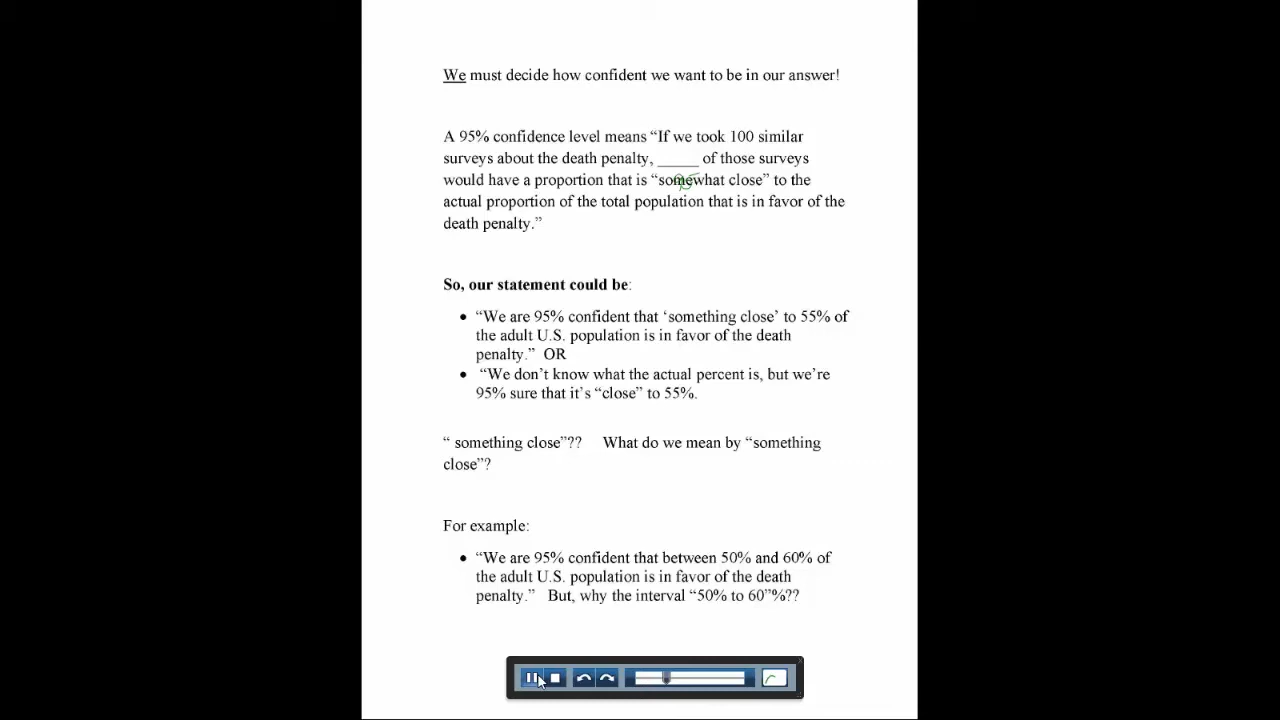 We must decide how confident we want to be in our answer!
A 95% confidence level means “If we took 100 similar
surveys about the death penalty, _____ of those surveys
would have a proportion that is “somewhat close” to the
95
actual proportion of the total population that is in favor of the
death penalty.”
So, our statement could be:
• “We are 95% confident that ‘something close’ to 55% of
the adult U.S. population is in favor of the death
penalty.” OR
• “We don’t know what the actual percent is, but we’re
95% sure that it’s “close” to 55%.
“ something close”?? What do we mean by “something
close”?
For example:
• “We are 95% confident that between 50% and 60% of
the adult U.S. population is in favor of the death
penalty.” But, why the interval “50% to 60”%??